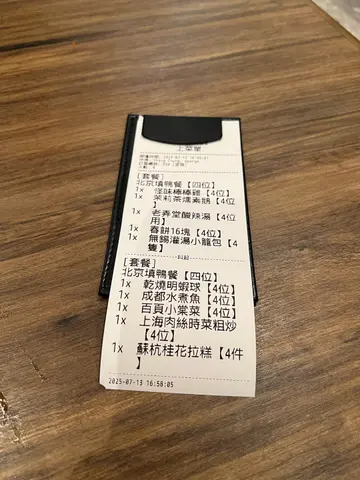 上菜單
[套餐]
北京填鴨餐【四位】
1x 怪味棒棒雞【4位】
1x 茉莉茶燻素鵝【4位
】
1x 老弄堂酸辣湯【4位
用】
1x 春餅16塊【4位】
1x 無錫灌湯小籠包【4
隻】
[套餐]
北京填鴨餐【四位】
1x 乾燒明蝦球【4位】
1x 成都水煮魚【4位】
1x 百頁小棠菜【4位】
1x 上海肉絲時菜粗炒
【4位】
1x 蘇杭桂花拉糕【4件
】
2025-07-13 16:58:05